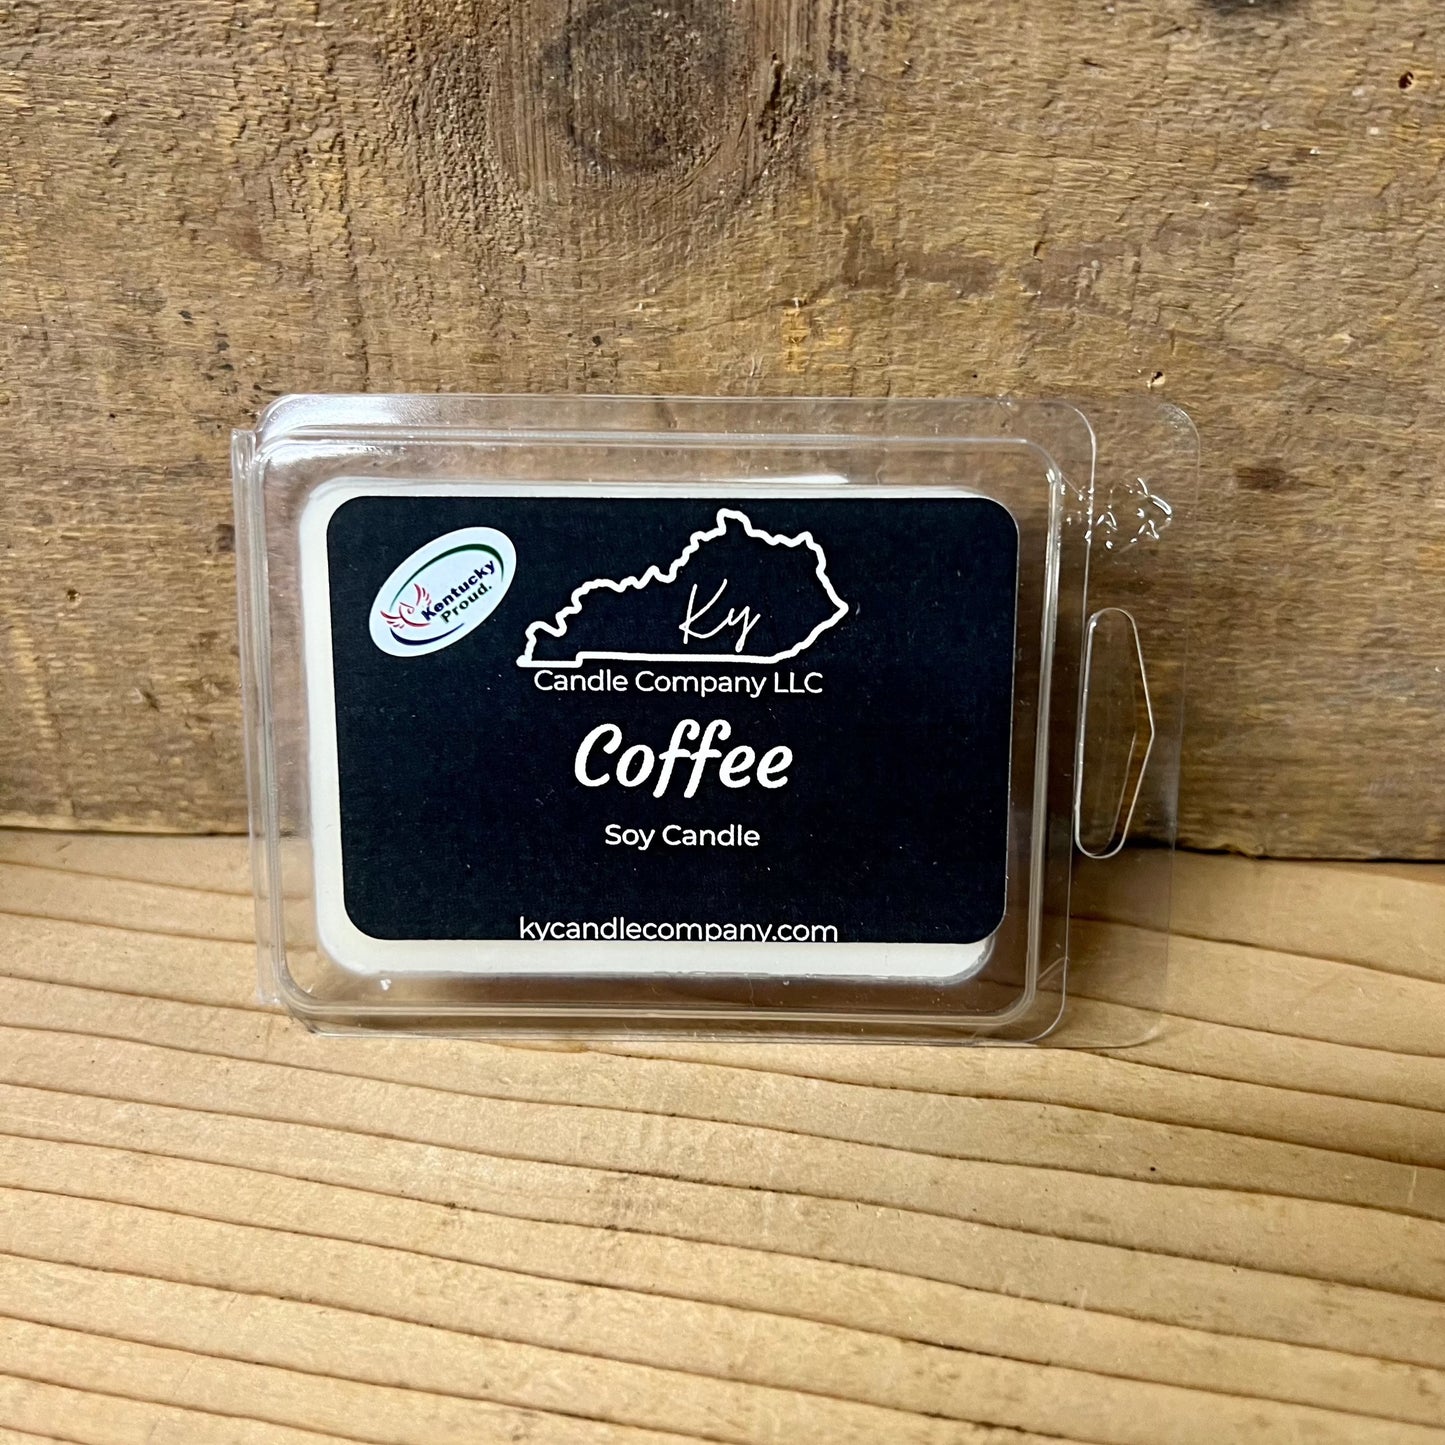 Kentucky
Proud.
Ky
Candle Company LLC
Coffee
Soy Candle
kycandlecompany.com